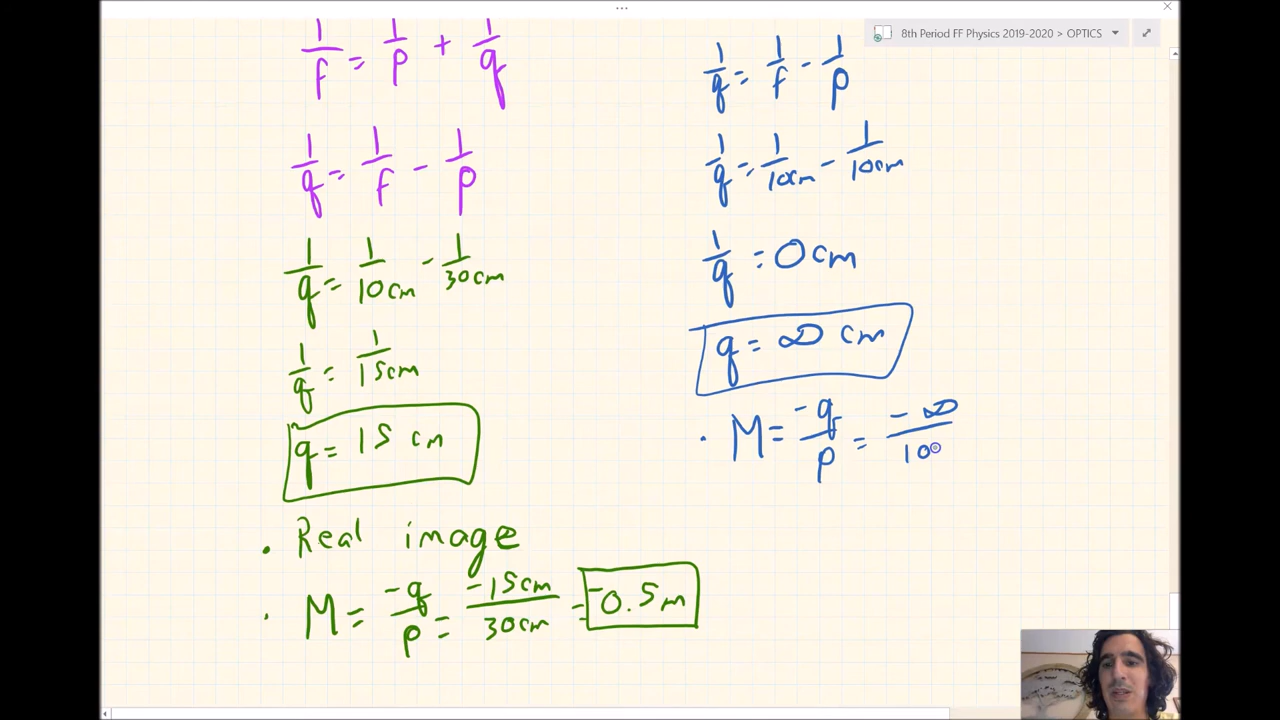 8th Period FF Physics 2019-2020 > OPTICS
1/f = 1/p + 1/q
1/q = 1/f - 1/p
1/q = 1/10cm - 1/30cm
1/q = 1/15cm
q = 15 cm
• Real image
• M = -q/p = -15cm/30cm = -0.5m
1/q = 1/f - 1/p
1/q = 1/10cm - 1/10cm
1/q = 0cm
q = ∞ cm
• M = -q/p = -∞/10